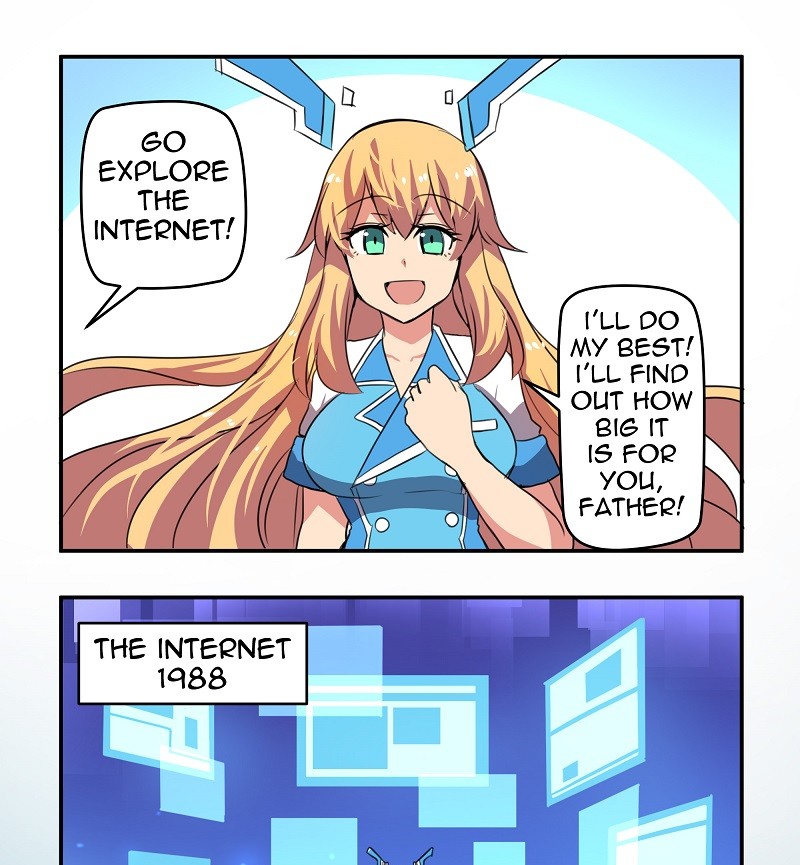 GO
EXPLORE
THE
INTERNET!
I'LL DO
MY BEST!
I'LL FIND
OUT HOW
BIG IT
IS FOR
YOU,
FATHER!
THE INTERNET
1988